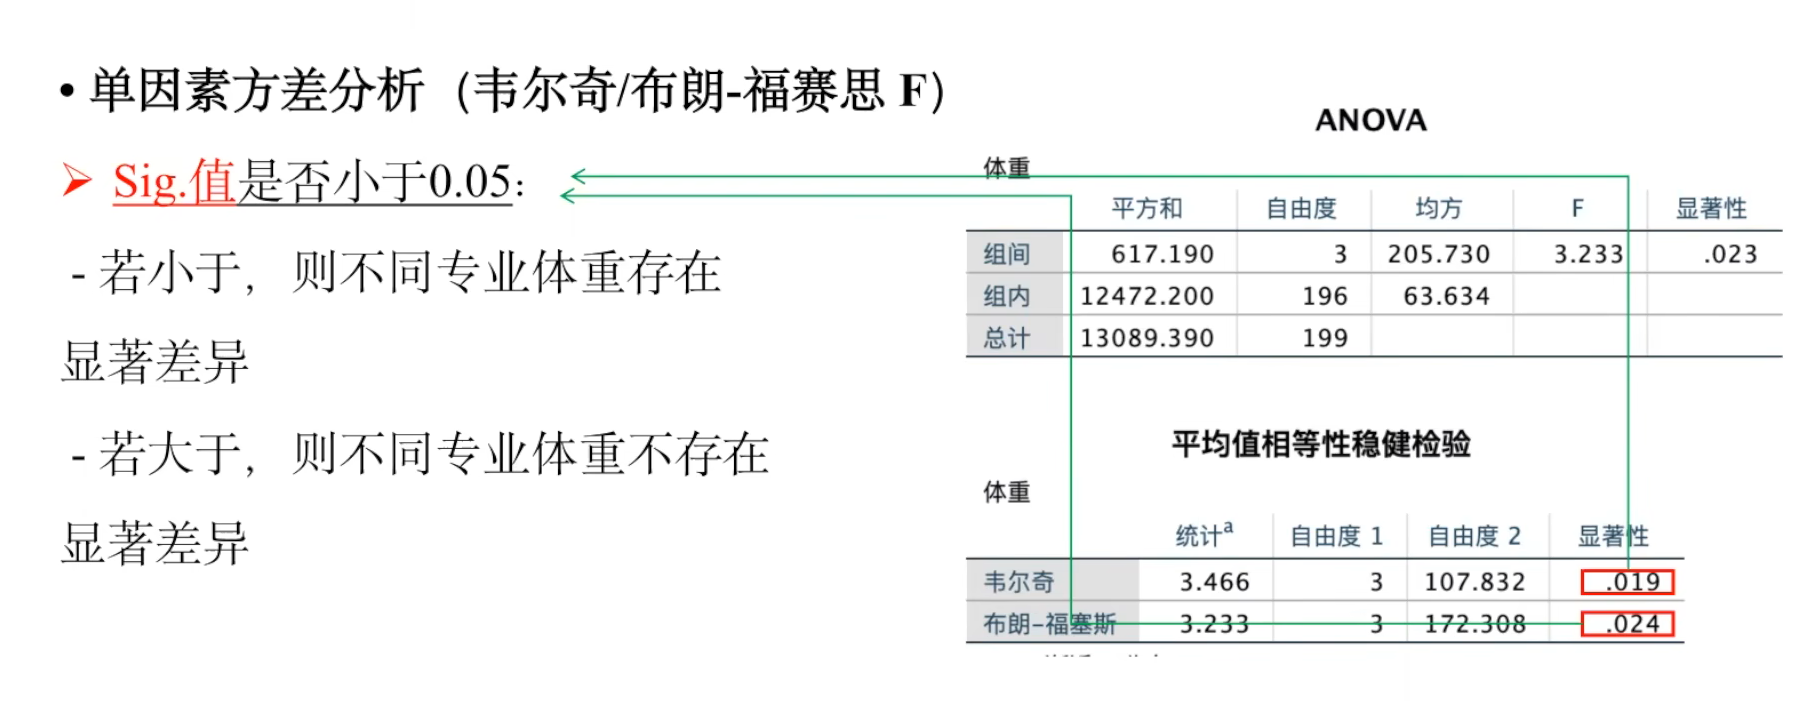 • 单因素方差分析（韦尔奇/布朗-福赛思 F）
➢ Sig.值是否小于0.05：
- 若小于，则不同专业体重存在
显著差异
- 若大于，则不同专业体重不存在
显著差异
ANOVA
体重
平方和 自由度 均方 F 显著性
组间 617.190 3 205.730 3.233 .023
组内 12472.200 196 63.634
总计 13089.390 199
平均值相等性稳健检验
体重
统计a 自由度 1 自由度 2 显著性
韦尔奇 3.466 3 107.832 .019
布朗-福塞斯 3.233 3 172.308 .024